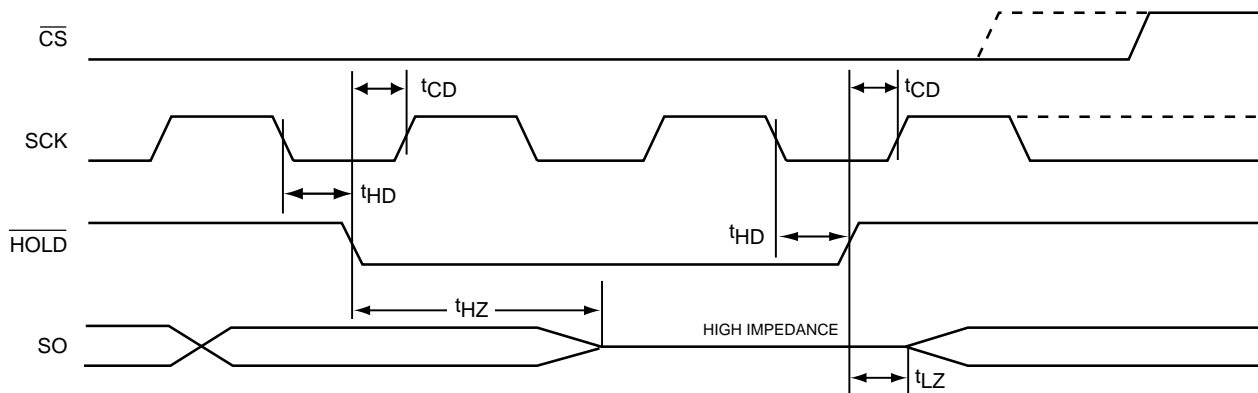 CS
tCD
tCD
SCK
tHD
HOLD
tHD
tHZ
HIGH IMPEDANCE
SO
tLZ